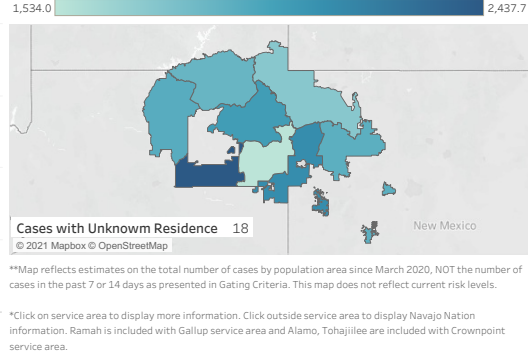 1,534.0 2,437.7
New Mexico
Cases with Unknowm Residence 18
© 2021 Mapbox © OpenStreetMap
**Map reflects estimates on the total number of cases by population area since March 2020, NOT the number of
cases in the past 7 or 14 days as presented in Gating Criteria. This map does not reflect current risk levels.
*Click on service area to display more information. Click outside service area to display Navajo Nation
information. Ramah is included with Gallup service area and Alamo, Tohajiilee are included with Crownpoint
service area.